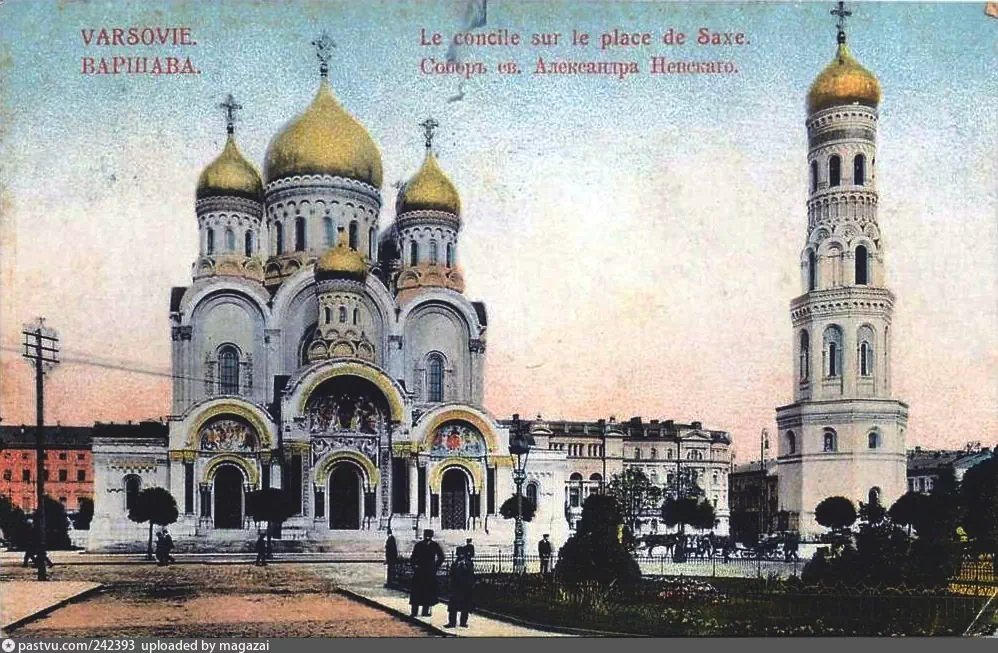 VARSOVIE.
ВАРШАВА.
Le concile sur le place de Saxe.
Соборъ св. Александра Невскаго.
pastvu.com/242393 uploaded by magazai